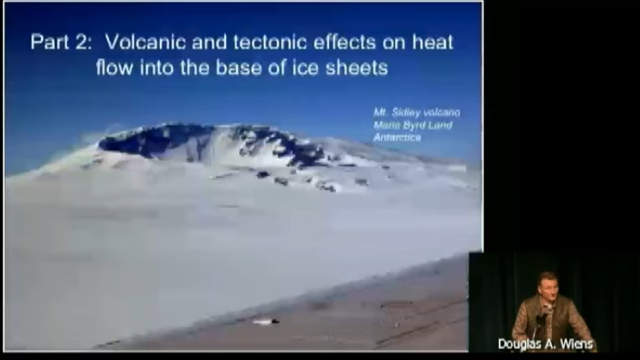 Part 2:  Volcanic and tectonic effects on heat
flow into the base of ice sheets
Mt. Sidley volcano
Marie Byrd Land
Antarctica
Douglas A. Wiens